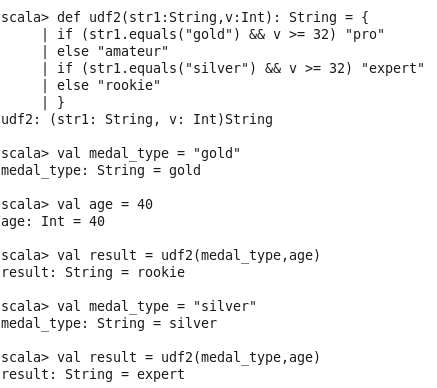 scala> def udf2(str1:String,v:Int): String = {
     | if (str1.equals("gold") && v >= 32) "pro"
     | else "amateur"
     | if (str1.equals("silver") && v >= 32) "expert"
     | else "rookie"
     | }
udf2: (str1: String, v: Int)String

scala> val medal_type = "gold"
medal_type: String = gold

scala> val age = 40
age: Int = 40

scala> val result = udf2(medal_type,age)
result: String = rookie

scala> val medal_type = "silver"
medal_type: String = silver

scala> val result = udf2(medal_type,age)
result: String = expert